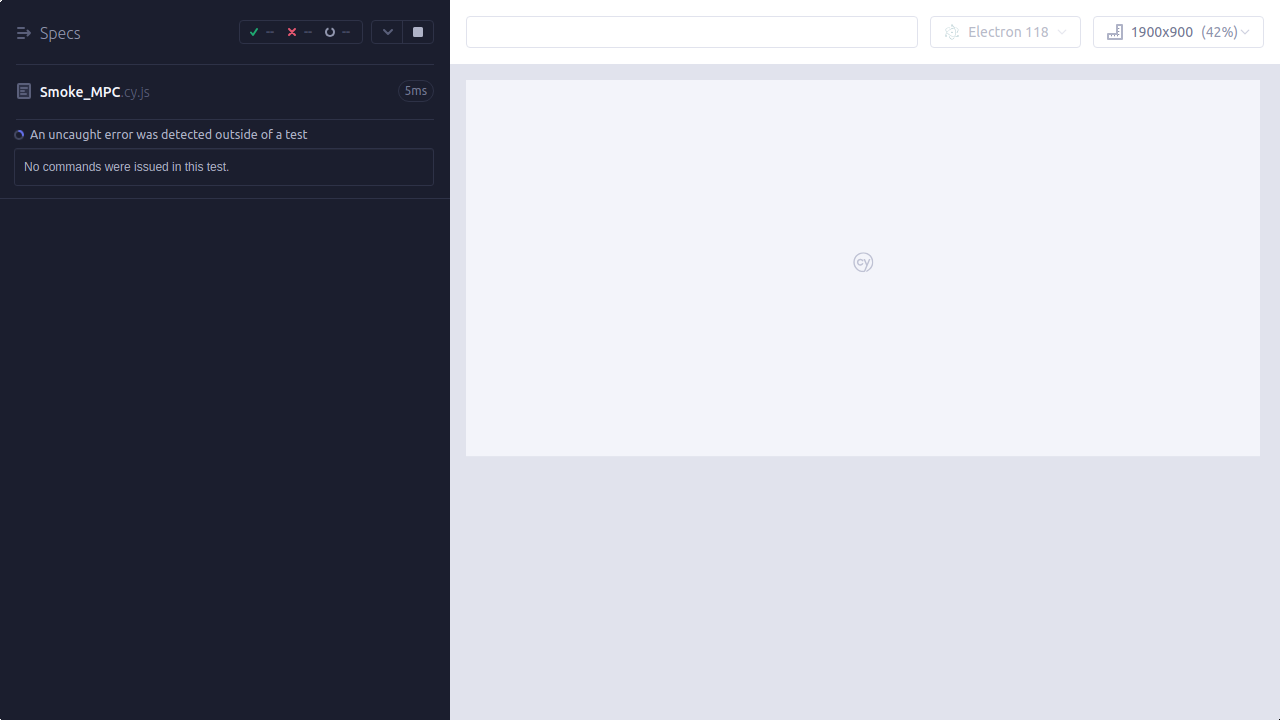 Specs
--
--
--
Smoke_MPC.cy.js
5ms
An uncaught error was detected outside of a test
No commands were issued in this test.
Electron 118
1900x900 (42%)
cy